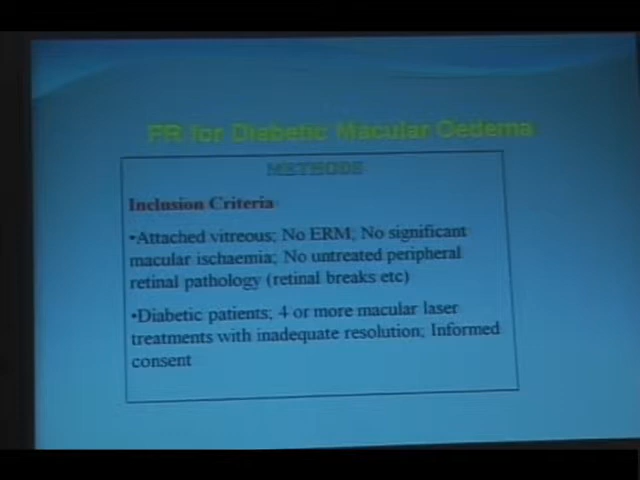 PR for Diabetic Macular Oedema
METHODS
Inclusion Criteria
•Attached vitreous; No ERM; No significant
macular ischaemia; No untreated peripheral
retinal pathology (retinal breaks etc)
•Diabetic patients; 4 or more macular laser
treatments with inadequate resolution; Informed
consent